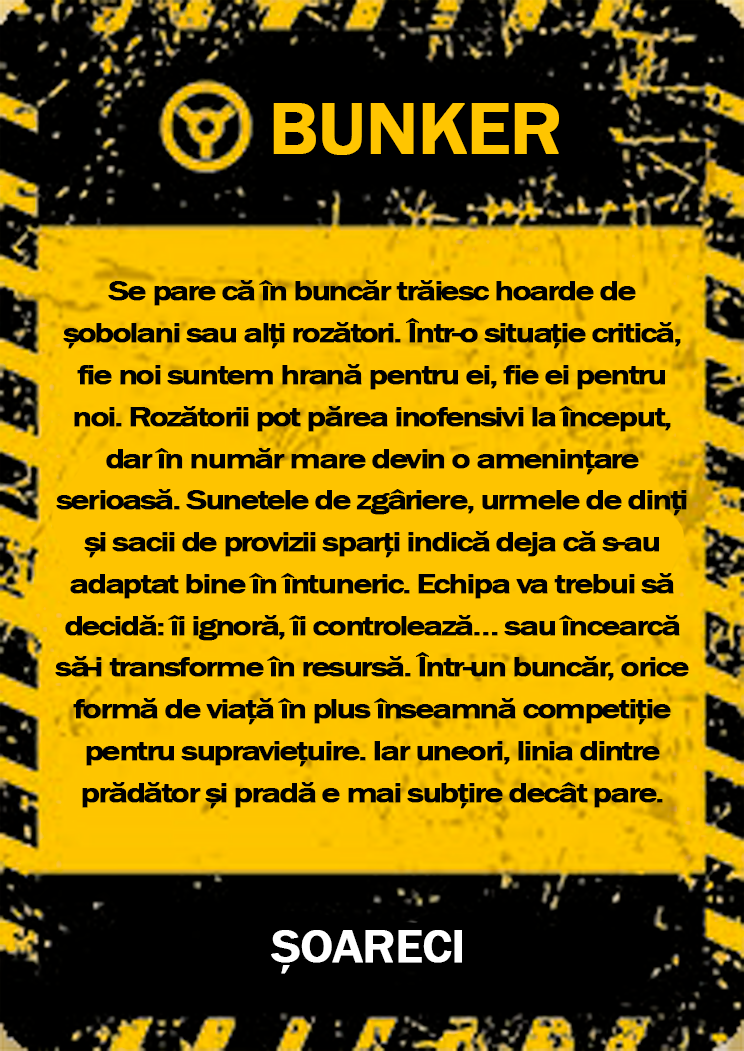 BUNKER
Se pare că în buncăr trăiesc hoarde de
șobolani sau alți rozători. Într-o situație critică,
fie noi suntem hrană pentru ei, fie ei pentru
noi. Rozătorii pot părea inofensivi la început,
dar în număr mare devin o amenințare
serioasă. Sunetele de zgâriere, urmele de dinți
și sacii de provizii sparți indică deja că s-au
adaptat bine în întuneric. Echipa va trebui să
decidă: îi ignoră, îi controlează... sau încearcă
să-i transforme în resursă. Într-un buncăr, orice
formă de viață în plus înseamnă competiție
pentru supraviețuire. Iar uneori, linia dintre
prădător și pradă e mai subțire decât pare.
ȘOARECI